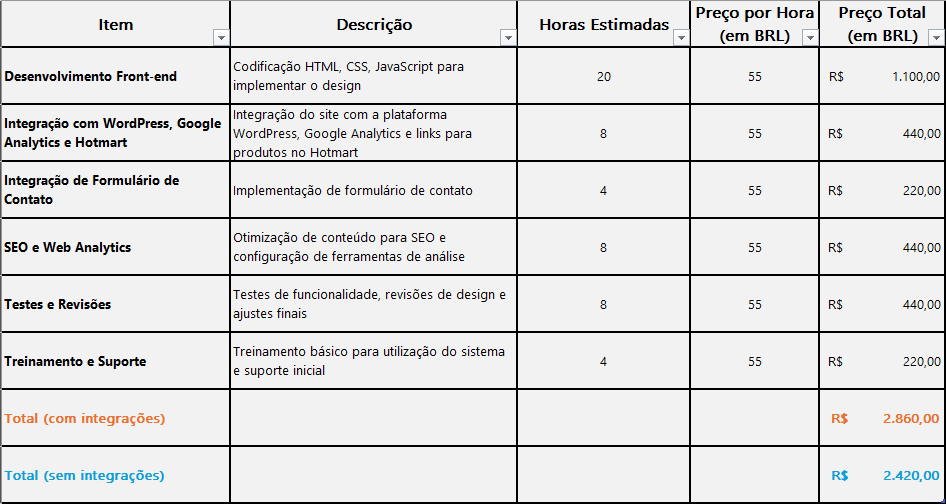 Item
Descrição
Horas Estimadas
Preço por Hora
(em BRL)
Preço Total
(em BRL)
Desenvolvimento Front-end
Codificação HTML, CSS, JavaScript para
implementar o design
20
55
R$ 1.100,00
Integração com WordPress, Google
Analytics e Hotmart
Integração do site com a plataforma
WordPress, Google Analytics e links para
produtos no Hotmart
8
55
R$ 440,00
Integração de Formulário de
Contato
Implementação de formulário de contato
4
55
R$ 220,00
SEO e Web Analytics
Otimização de conteúdo para SEO e
configuração de ferramentas de análise
8
55
R$ 440,00
Testes e Revisões
Testes de funcionalidade, revisões de design e
ajustes finais
8
55
R$ 440,00
Treinamento e Suporte
Treinamento básico para utilização do sistema
e suporte inicial
4
55
R$ 220,00
Total (com integrações)
R$ 2.860,00
Total (sem integrações)
R$ 2.420,00